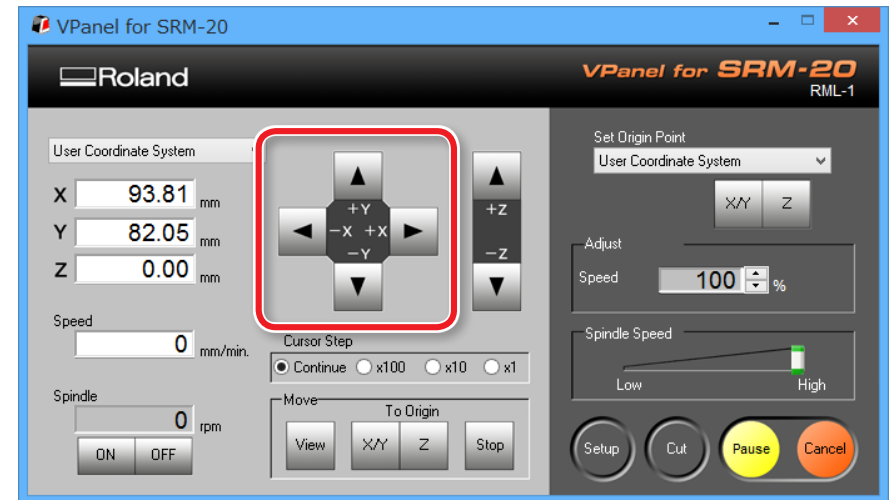 VPanel for SRM-20
Roland
VPanel for SRM-20
RML-1
User Coordinate System
X 93.81 mm
Y 82.05 mm
Z 0.00 mm
Speed
0 mm/min.
Spindle
0 rpm
ON OFF
+Y
-X +X
-Y
+Z
-Z
Cursor Step
Continue x100 x10 x1
Move
To Origin
View X/Y Z Stop
Set Origin Point
User Coordinate System
X/Y Z
Adjust
Speed 100 %
Spindle Speed
Low High
Setup Cut Pause Cancel